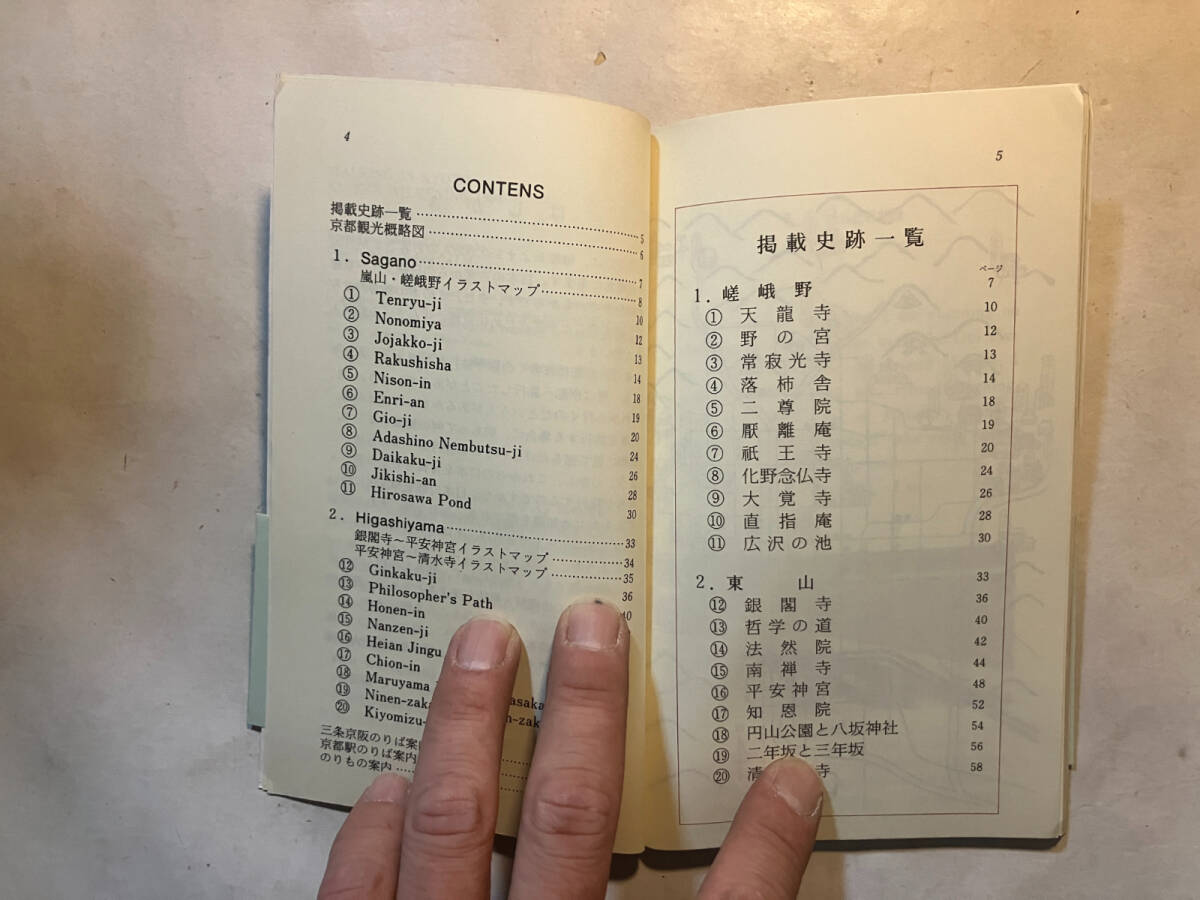 4
CONTENS
掲載史跡一覧 5
京都観光概略図 6
1. Sagano 7
嵐山・嵯峨野イラストマップ 8
① Tenryu-ji 10
② Nonomiya 12
③ Jojakko-ji 13
④ Rakushisha 14
⑤ Nison-in 18
⑥ Enri-an 19
⑦ Gio-ji 20
⑧ Adashino Nembutsu-ji 24
⑨ Daikaku-ji 26
⑩ Jikishi-an 28
⑪ Hirosawa Pond 30
2. Higashiyama 33
銀閣寺～平安神宮イラストマップ 34
平安神宮～清水寺イラストマップ 35
⑫ Ginkaku-ji 36
⑬ Philosopher's Path 40
⑭ Honen-in
⑮ Nanzen-ji
⑯ Heian Jingu
⑰ Chion-in
⑱ Maruyama
⑲ Ninen-zaka
⑳ Kiyomizu-
三条京阪のりば案内
京都駅のりば案内
のりもの案内
5
掲載史跡一覧
ページ
1. 嵯峨野 7
① 天龍寺 10
② 野の宮 12
③ 常寂光寺 13
④ 落柿舎 14
⑤ 二尊院 18
⑥ 厭離庵 19
⑦ 祇王寺 20
⑧ 化野念仏寺 24
⑨ 大覚寺 26
⑩ 直指庵 28
⑪ 広沢の池 30
2. 東山 33
⑫ 銀閣寺 36
⑬ 哲学の道 40
⑭ 法然院 42
⑮ 南禅寺 44
⑯ 平安神宮 48
⑰ 知恩院 52
⑱ 円山公園と八坂神社 54
⑲ 二年坂と三年坂 56
⑳ 清 寺 58